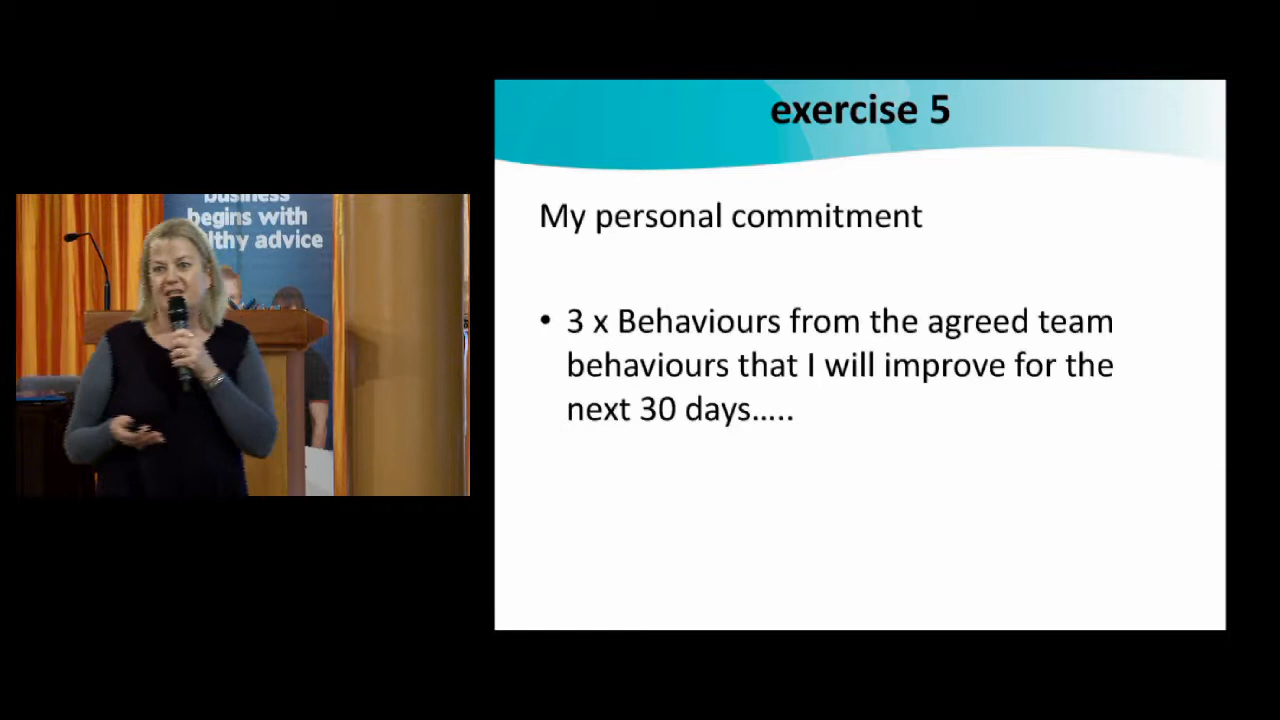 business
begins with
thy advice
exercise 5
My personal commitment
• 3 x Behaviours from the agreed team
behaviours that I will improve for the
next 30 days.....